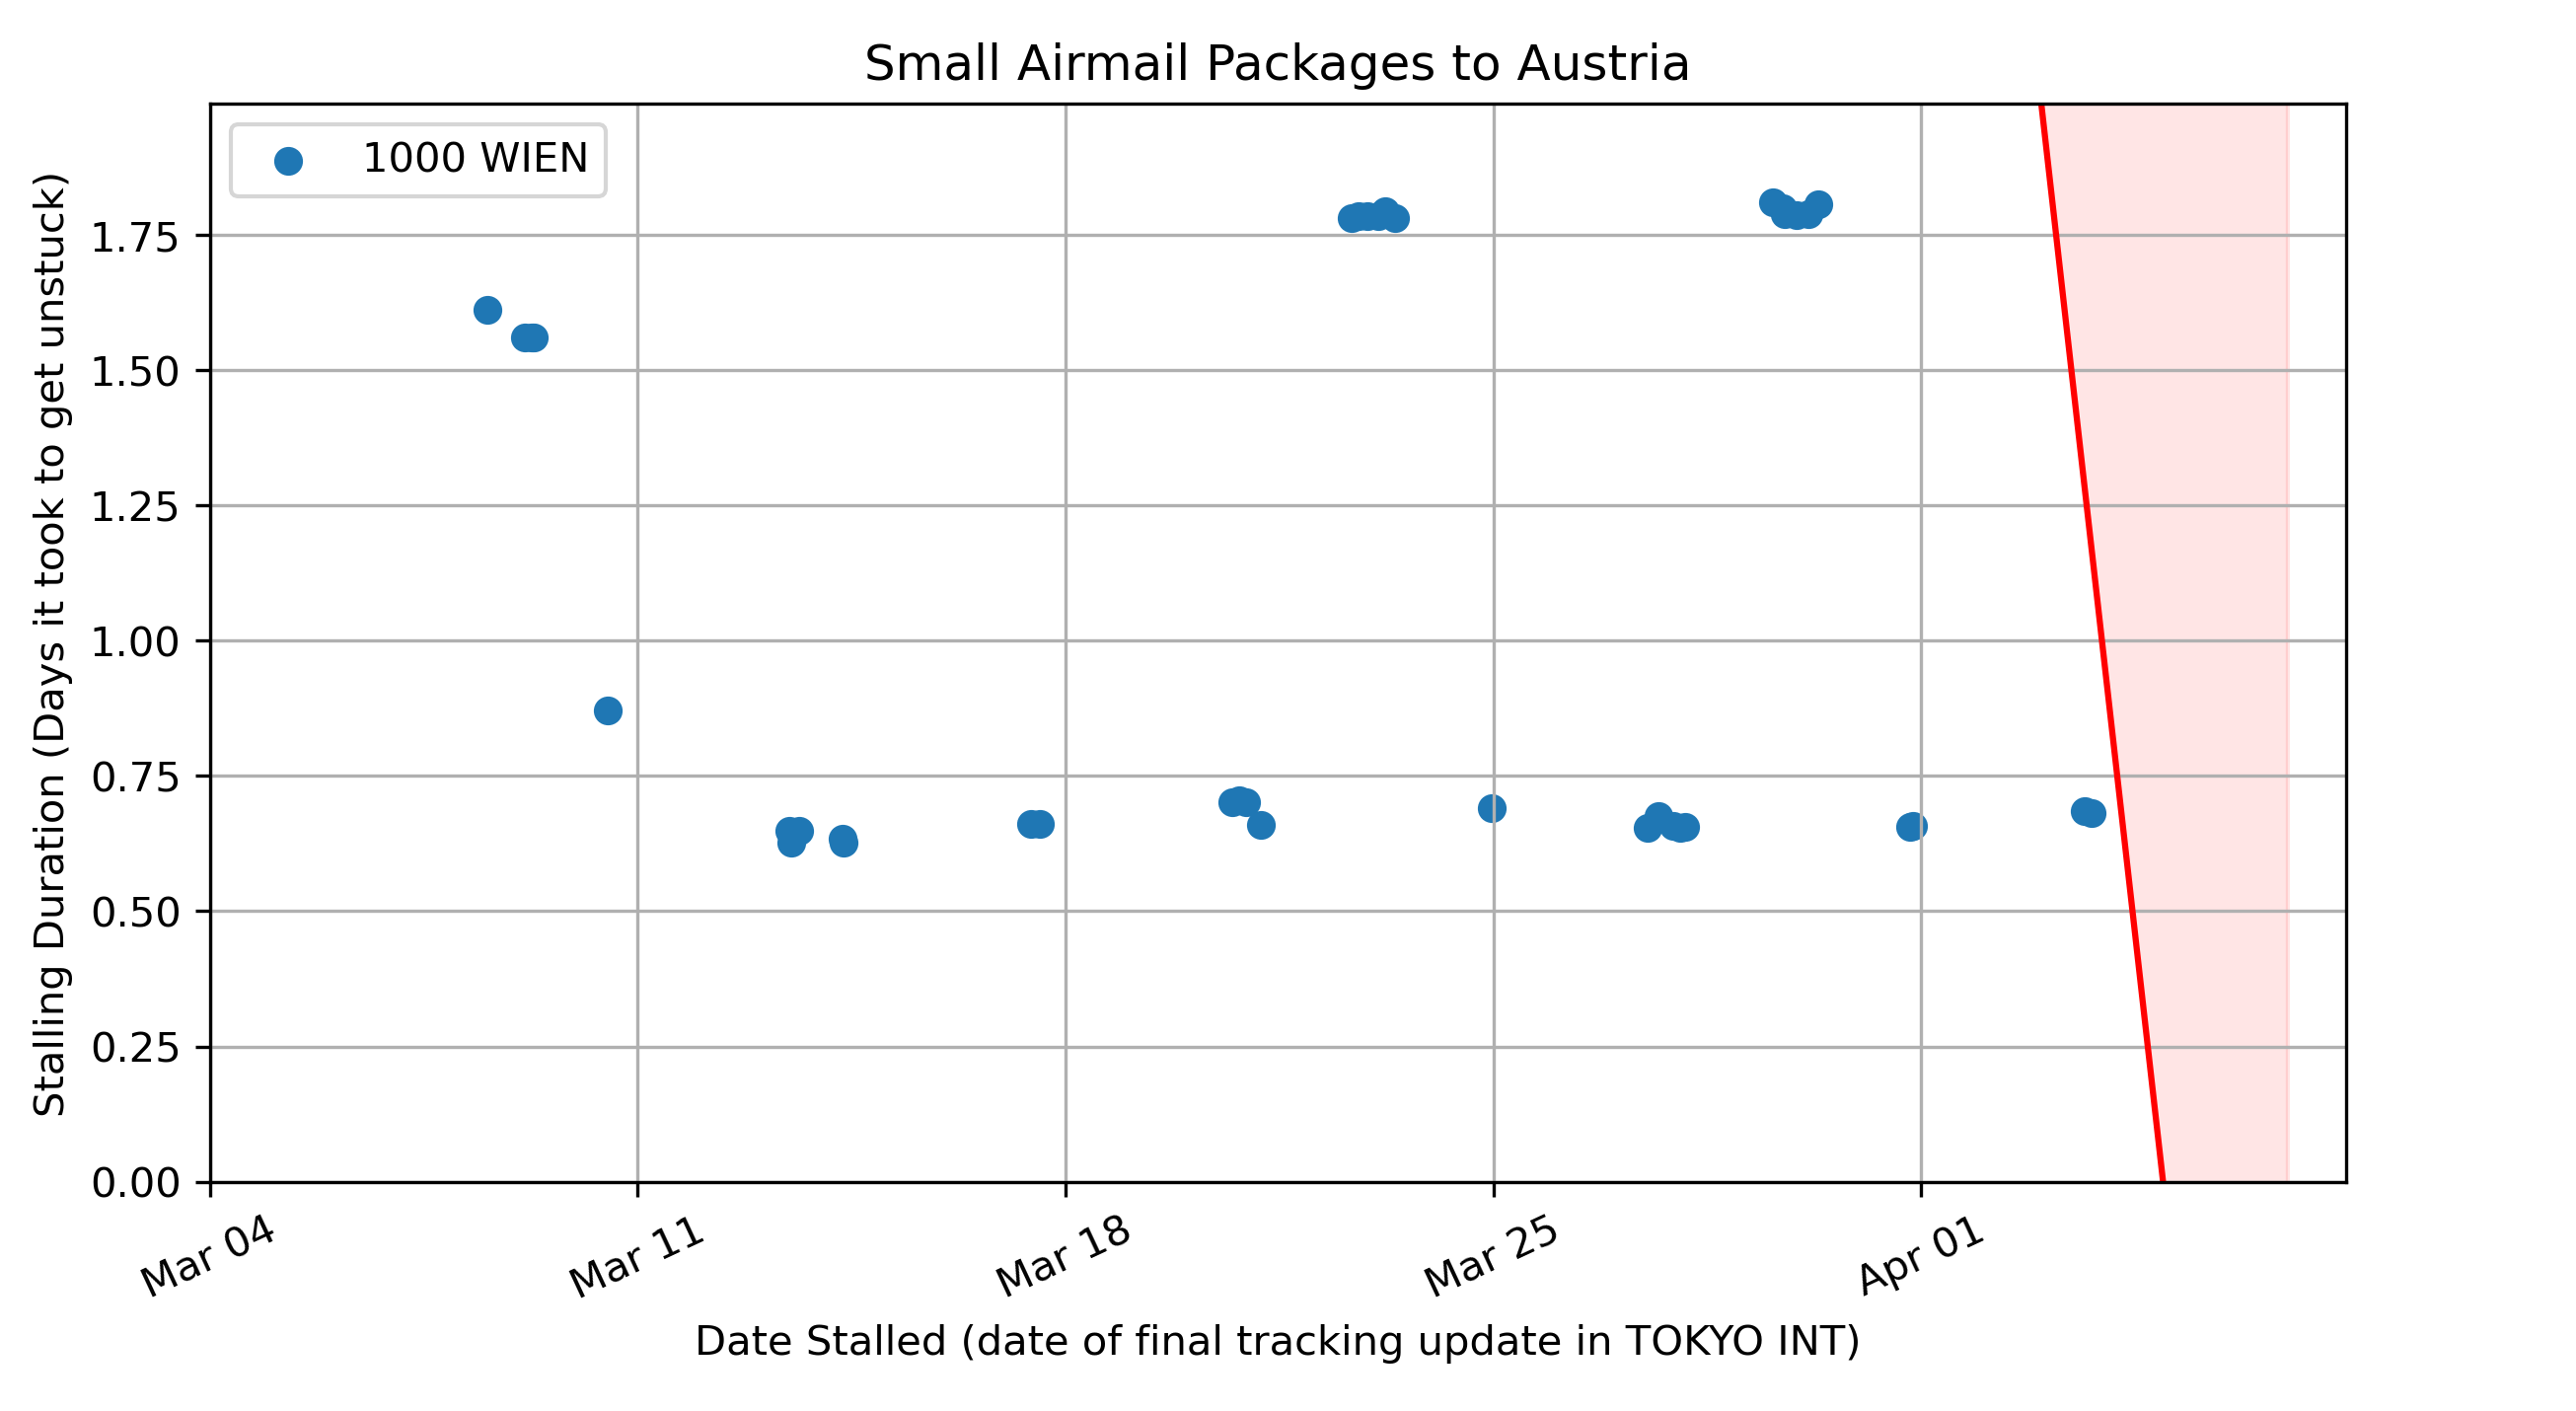 Small Airmail Packages to Austria
1000 WIEN
Stalling Duration (Days it took to get unstuck)
1.75
1.50
1.25
1.00
0.75
0.50
0.25
0.00
Mar 04
Mar 11
Mar 18
Mar 25
Apr 01
Date Stalled (date of final tracking update in TOKYO INT)